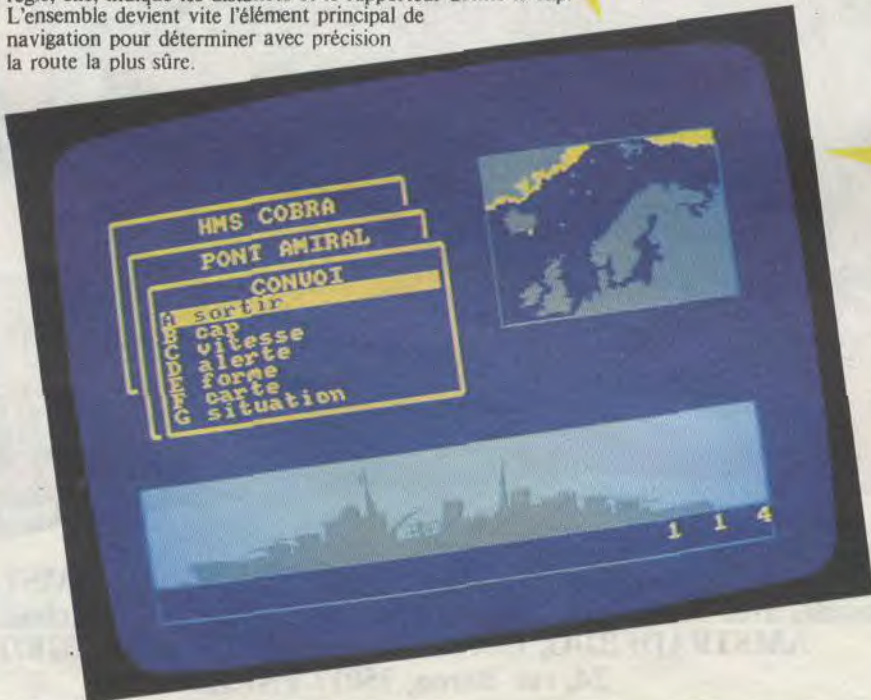 L'ensemble devient vite l'élément principal de
navigation pour déterminer avec précision
la route la plus sûre.
HMS COBRA
PONT AMIRAL
CONVOI
A sortir
B cap
C vitesse
D alerte
E forme
F carte
G situation
1 1 4